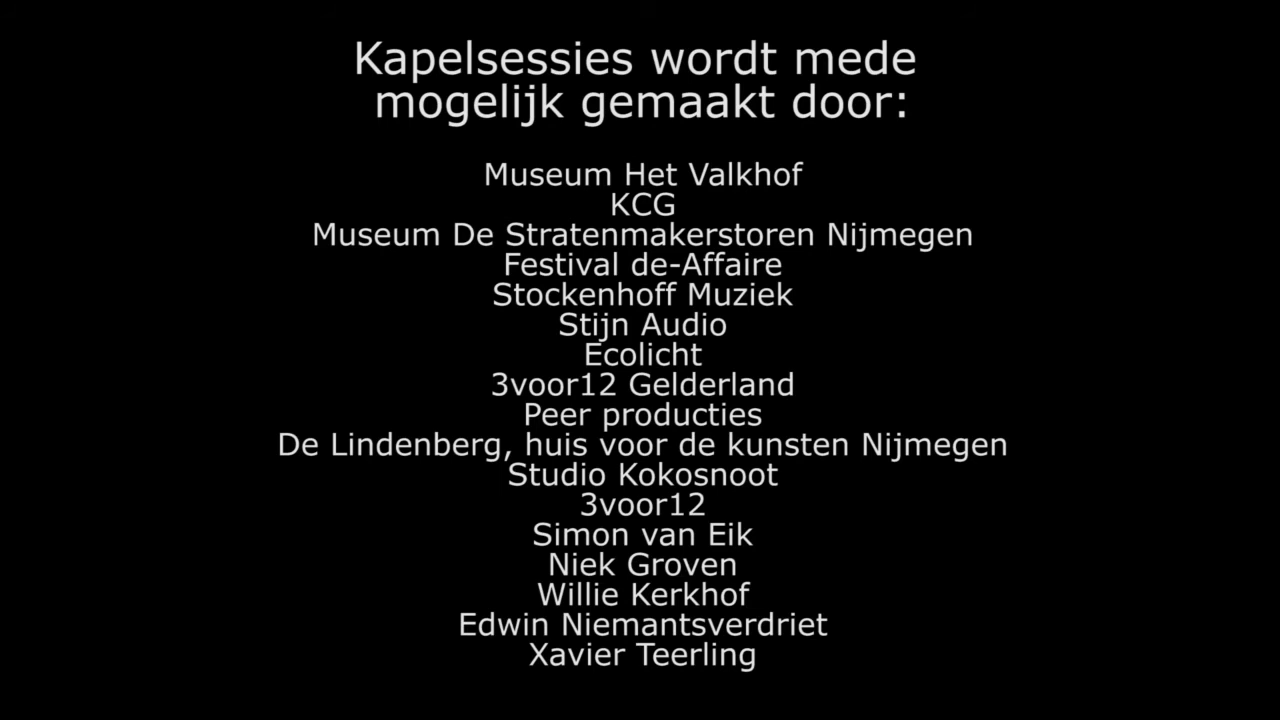 Kapelsessies wordt mede
mogelijk gemaakt door:
Museum Het Valkhof
KCG
Museum De Stratenmakerstoren Nijmegen
Festival de-Affaire
Stockenhoff Muziek
Stijn Audio
Ecolicht
3voor12 Gelderland
Peer producties
De Lindenberg, huis voor de kunsten Nijmegen
Studio Kokosnoot
3voor12
Simon van Eik
Niek Groven
Willie Kerkhof
Edwin Niemantsverdriet
Xavier Teerling